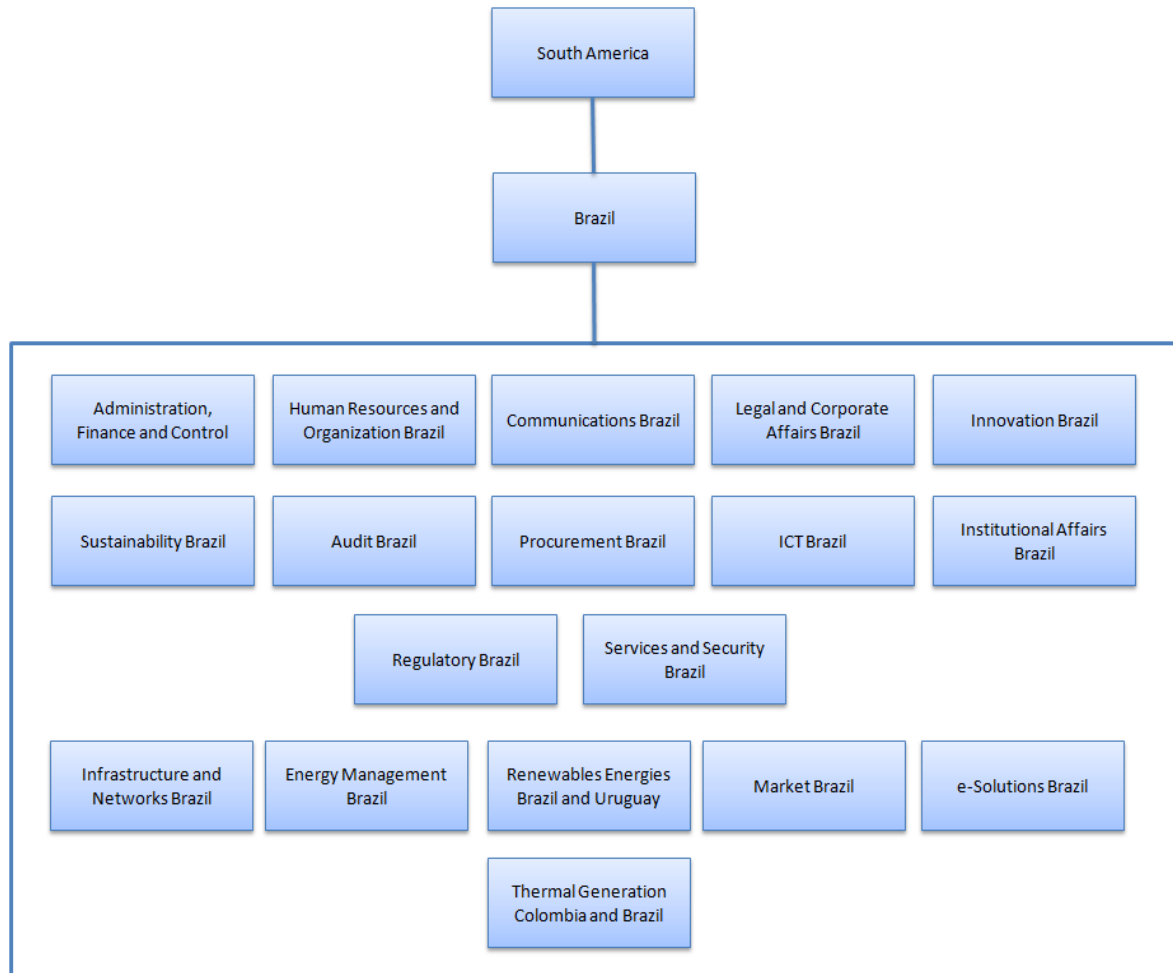 South America
Brazil
Administration,
Finance and Control
Human Resources and
Organization Brazil
Communications Brazil
Legal and Corporate
Affairs Brazil
Innovation Brazil
Sustainability Brazil
Audit Brazil
Procurement Brazil
ICT Brazil
Institutional Affairs
Brazil
Regulatory Brazil
Services and Security
Brazil
Infrastructure and
Networks Brazil
Energy Management
Brazil
Renewables Energies
Brazil and Uruguay
Market Brazil
e-Solutions Brazil
Thermal Generation
Colombia and Brazil